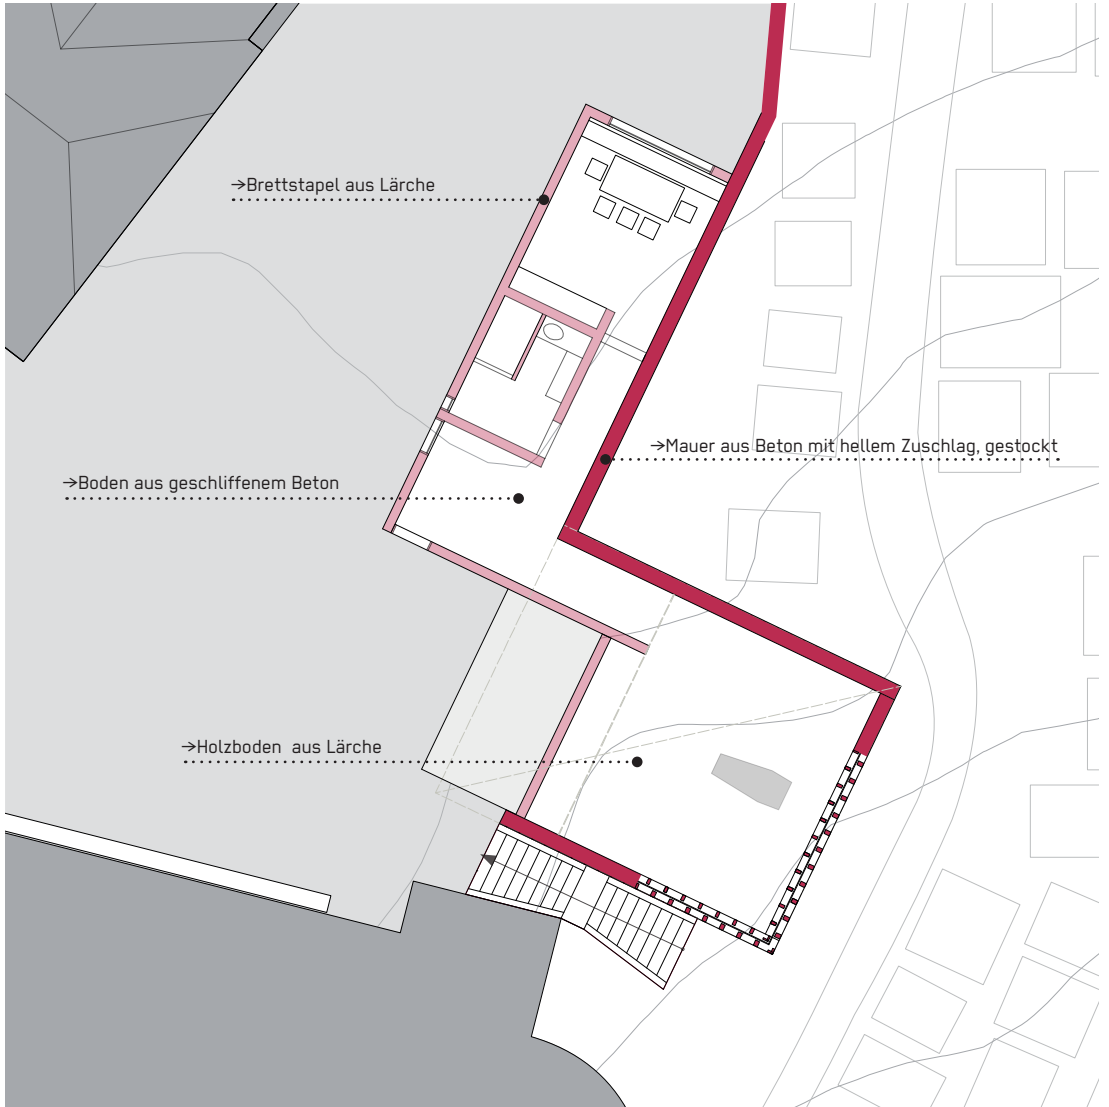 →Brettstapel aus Lärche
→Mauer aus Beton mit hellem Zuschlag, gestockt
→Boden aus geschliffenem Beton
→Holzboden aus Lärche